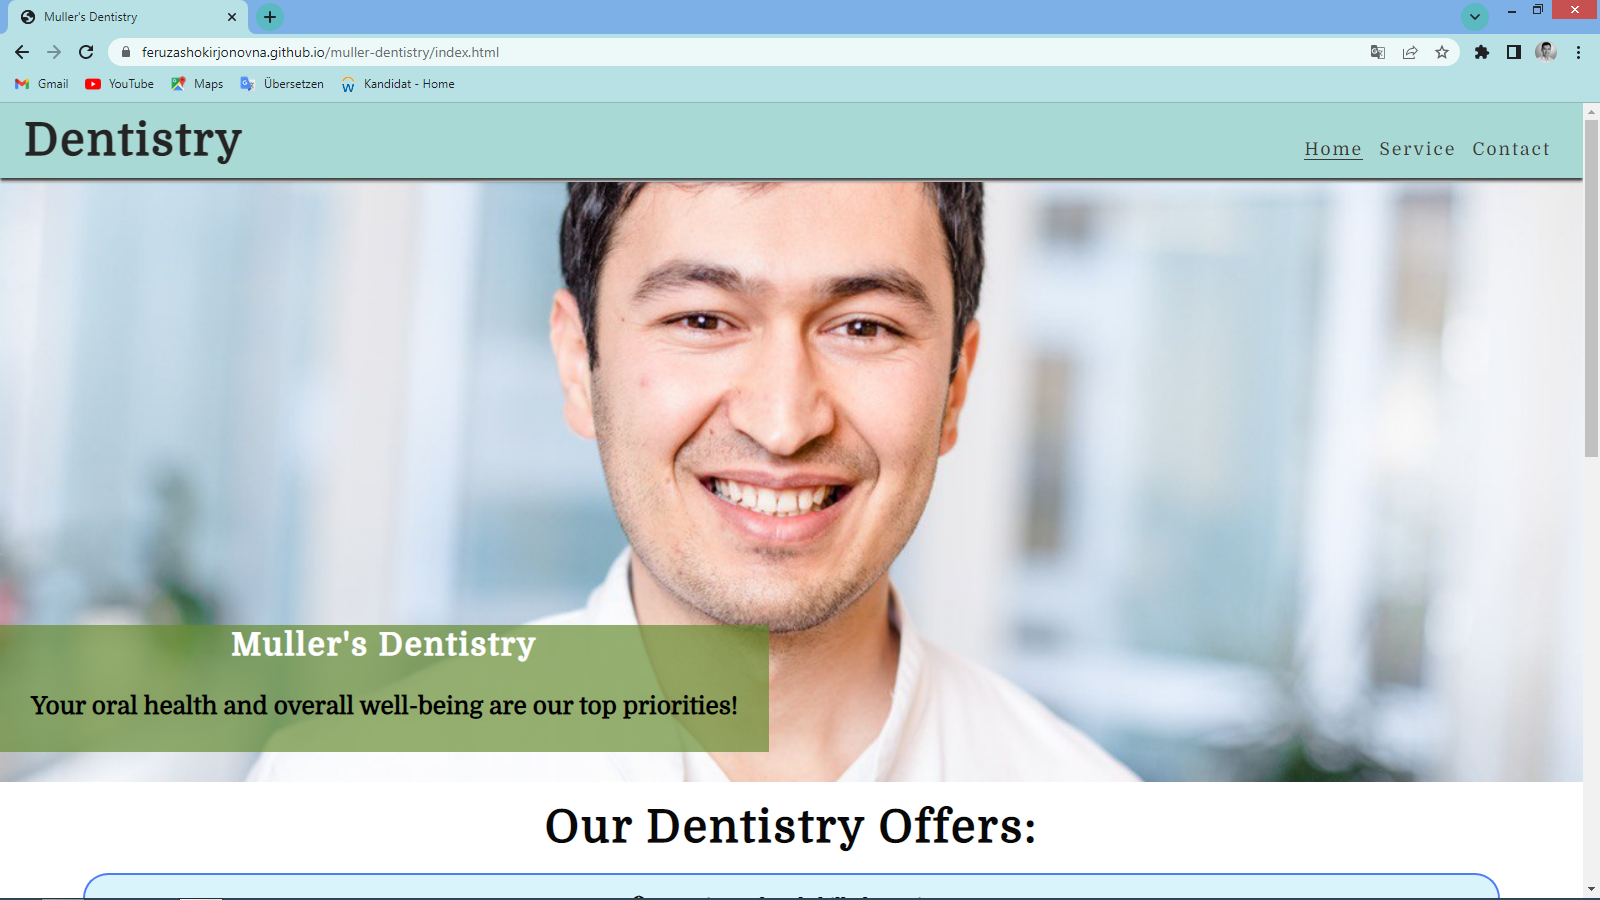 Muller's Dentistry
feruzashokirjonovna.github.io/muller-dentistry/index.html
Gmail YouTube Maps Übersetzen Kandidat - Home
Dentistry
Home Service Contact
Muller's Dentistry
Your oral health and overall well-being are our top priorities!
Our Dentistry Offers: